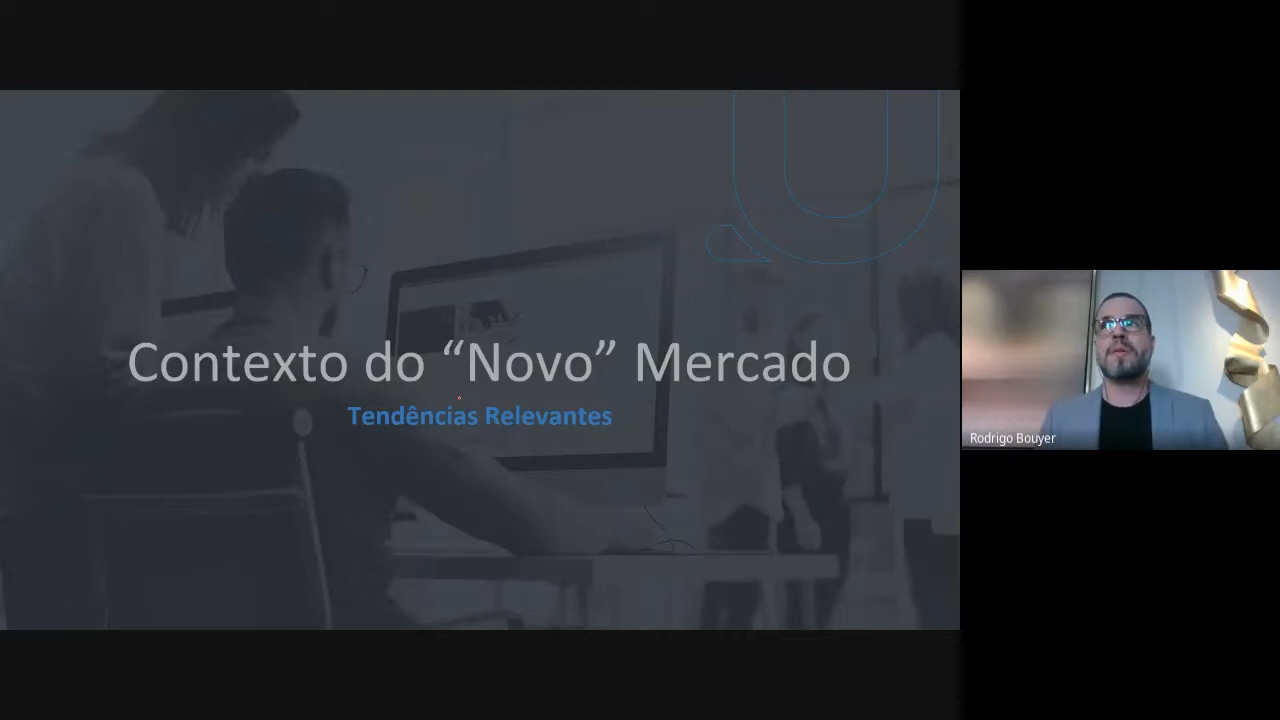 Contexto do “Novo” Mercado
Tendências Relevantes
Rodrigo Bouyer